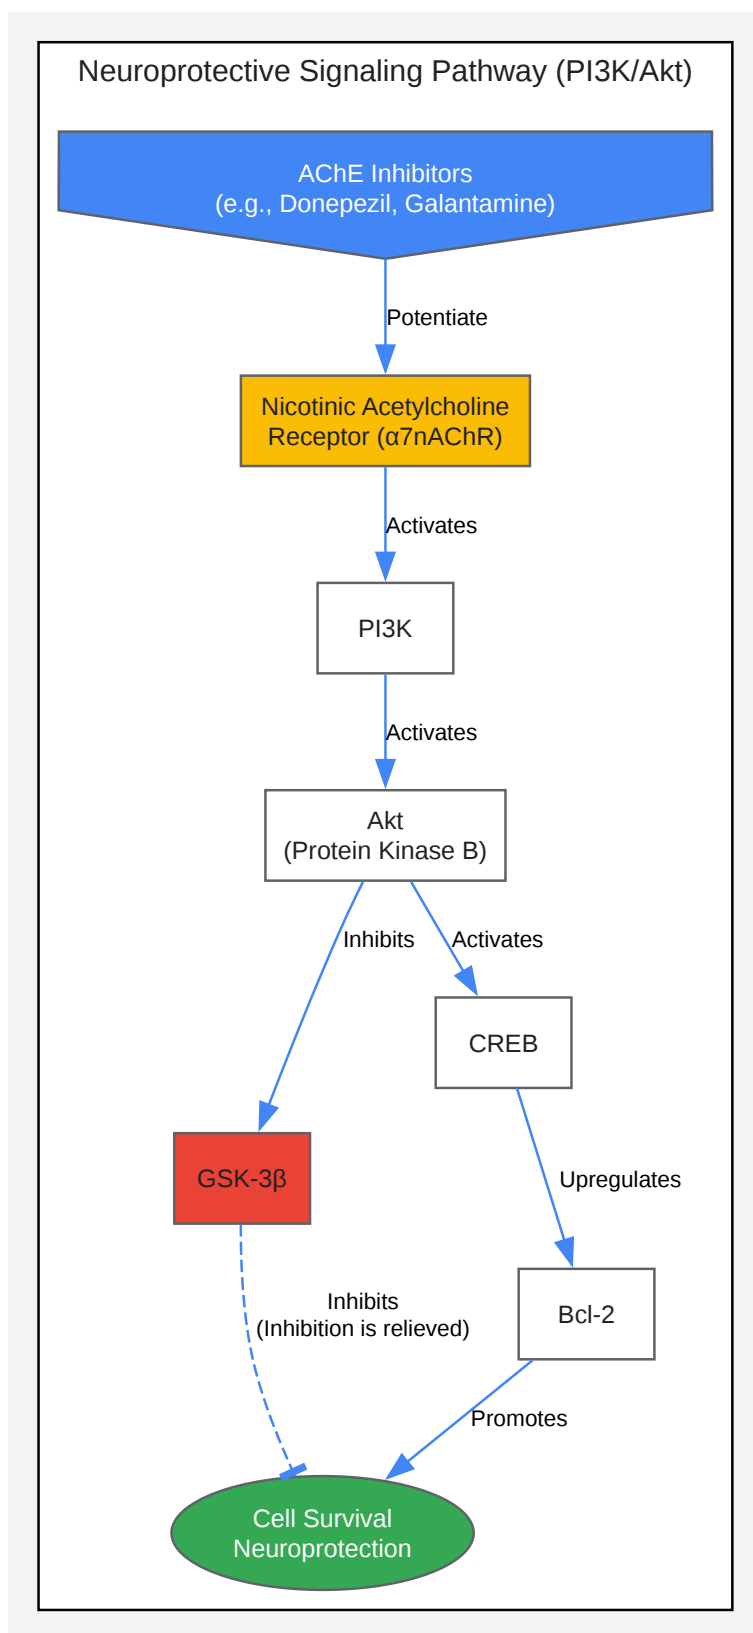 Neuroprotective Signaling Pathway (PI3K/Akt)
AChE Inhibitors
(e.g., Donepezil, Galantamine)
Potentiate
Nicotinic Acetylcholine
Receptor (α7nAChR)
Activates
PI3K
Activates
Akt
(Protein Kinase B)
Inhibits
Activates
CREB
GSK-3β
Upregulates
Inhibits
(Inhibition is relieved)
Bcl-2
Promotes
Cell Survival
Neuroprotection